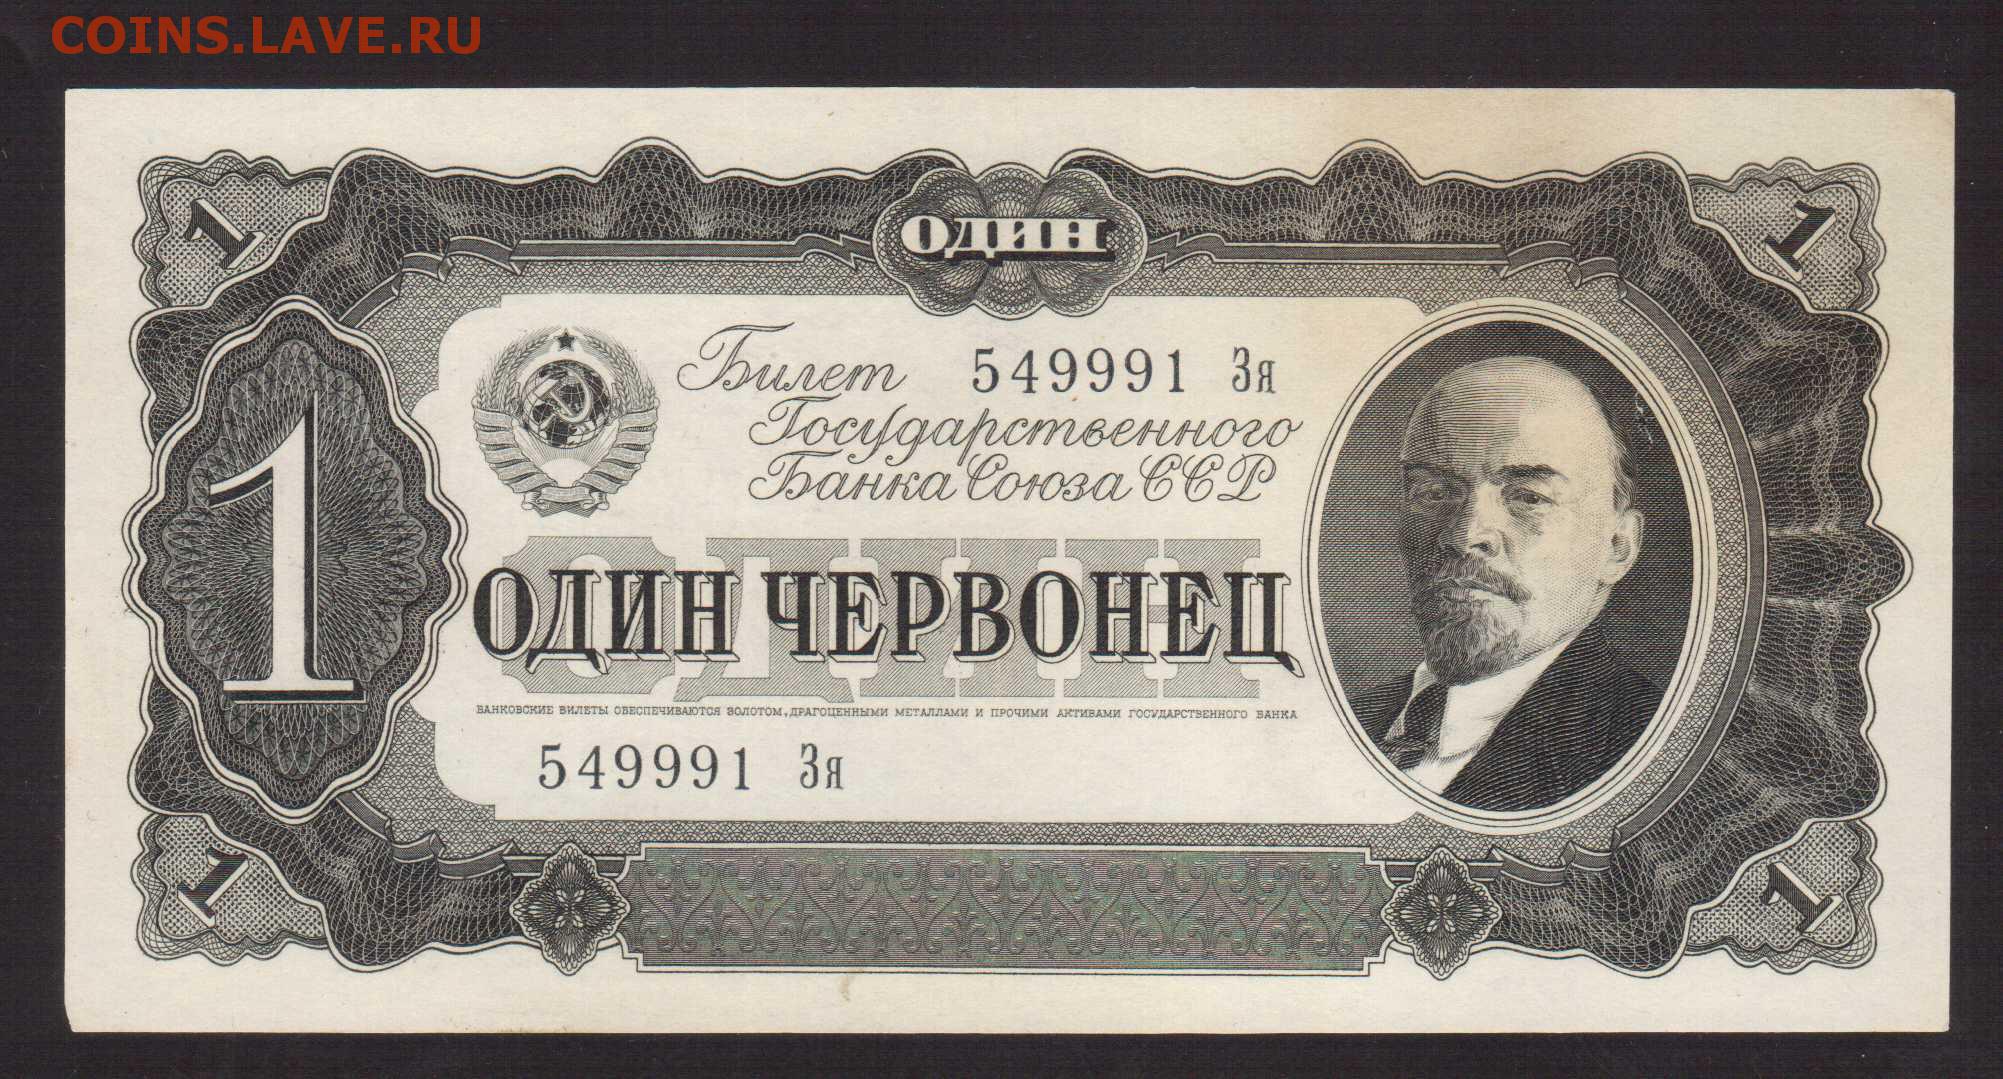 COINS.LAVE.RU
1
1
один
Билет 549991 Зя
Государственного
Банка Союза ССР
1
ОДИН
ОДИН ЧЕРВОНЕЦ
БАНКОВСКИЕ БИЛЕТЫ ОБЕСПЕЧИВАЮТСЯ ЗОЛОТОМ, ДРАГОЦЕННЫМИ МЕТАЛЛАМИ И ПРОЧИМИ АКТИВАМИ ГОСУДАРСТВЕННОГО БАНКА
549991 Зя
1
1